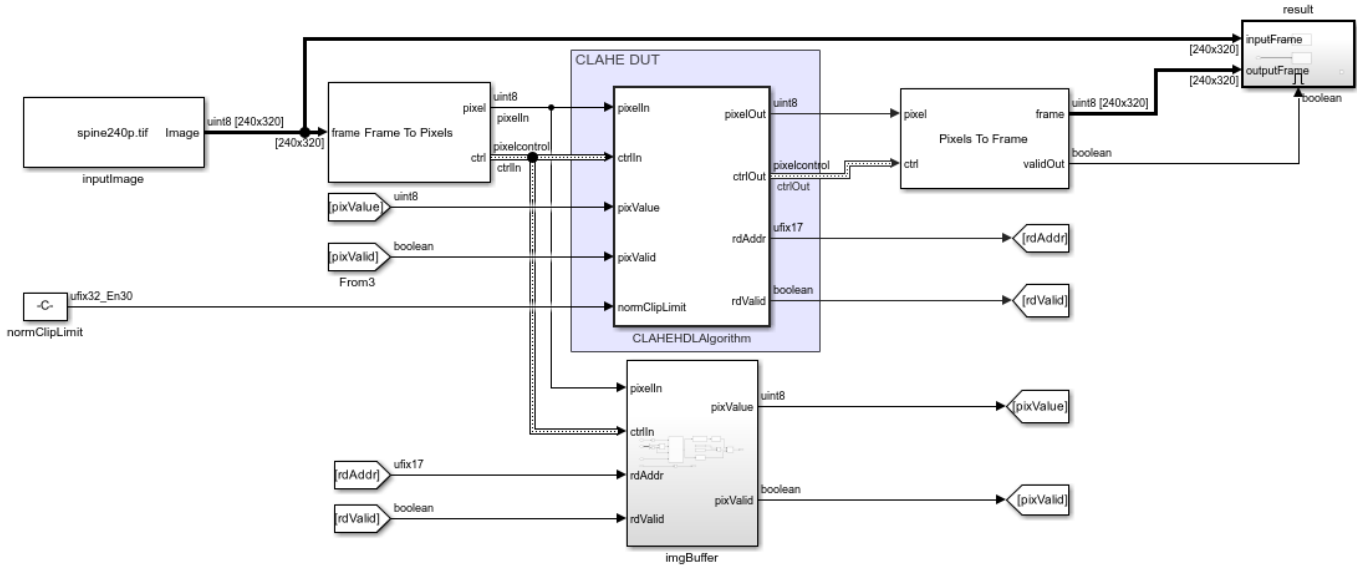 result
inputFrame
[240x320]
outputFrame
[240x320]
boolean
CLAHE DUT
spine240p.tif
Image
uint8 [240x320]
[240x320]
inputImage
frame
Frame To Pixels
pixel
uint8
pixelIn
ctrl
pixelcontrol
ctrlIn
[pixValue]
uint8
[pixValid]
boolean
From3
-C-
ufix32_En30
normClipLimit
pixelIn
ctrlIn
pixValue
pixValid
normClipLimit
pixelOut
uint8
ctrlOut
pixelcontrol
ctrlOut
rdAddr
ufix17
rdValid
boolean
CLAHEHDLAlgorithm
pixel
ctrl
Pixels To Frame
frame
uint8 [240x320]
validOut
boolean
[rdAddr]
[rdValid]
pixelIn
ctrlIn
rdAddr
rdValid
pixValue
uint8
pixValid
boolean
imgBuffer
[rdAddr]
ufix17
[rdValid]
boolean
[pixValue]
[pixValid]